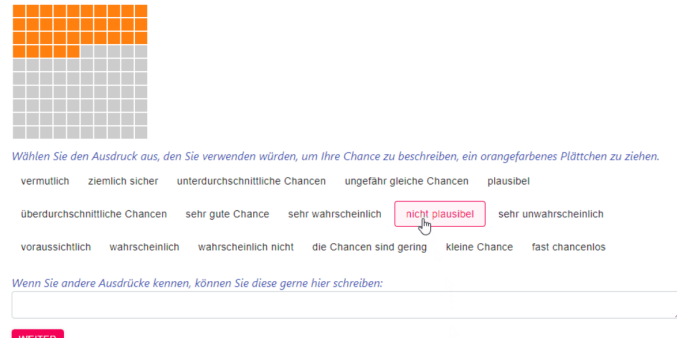 Wählen Sie den Ausdruck aus, den Sie verwenden würden, um Ihre Chance zu beschreiben, ein orangefarbenes Plättchen zu ziehen.
vermutlich ziemlich sicher unterdurchschnittliche Chancen ungefähr gleiche Chancen plausibel
überdurchschnittliche Chancen sehr gute Chance sehr wahrscheinlich nicht plausibel sehr unwahrscheinlich
voraussichtlich wahrscheinlich wahrscheinlich nicht die Chancen sind gering kleine Chance fast chancenlos
Wenn Sie andere Ausdrücke kennen, können Sie diese gerne hier schreiben:
WEITER